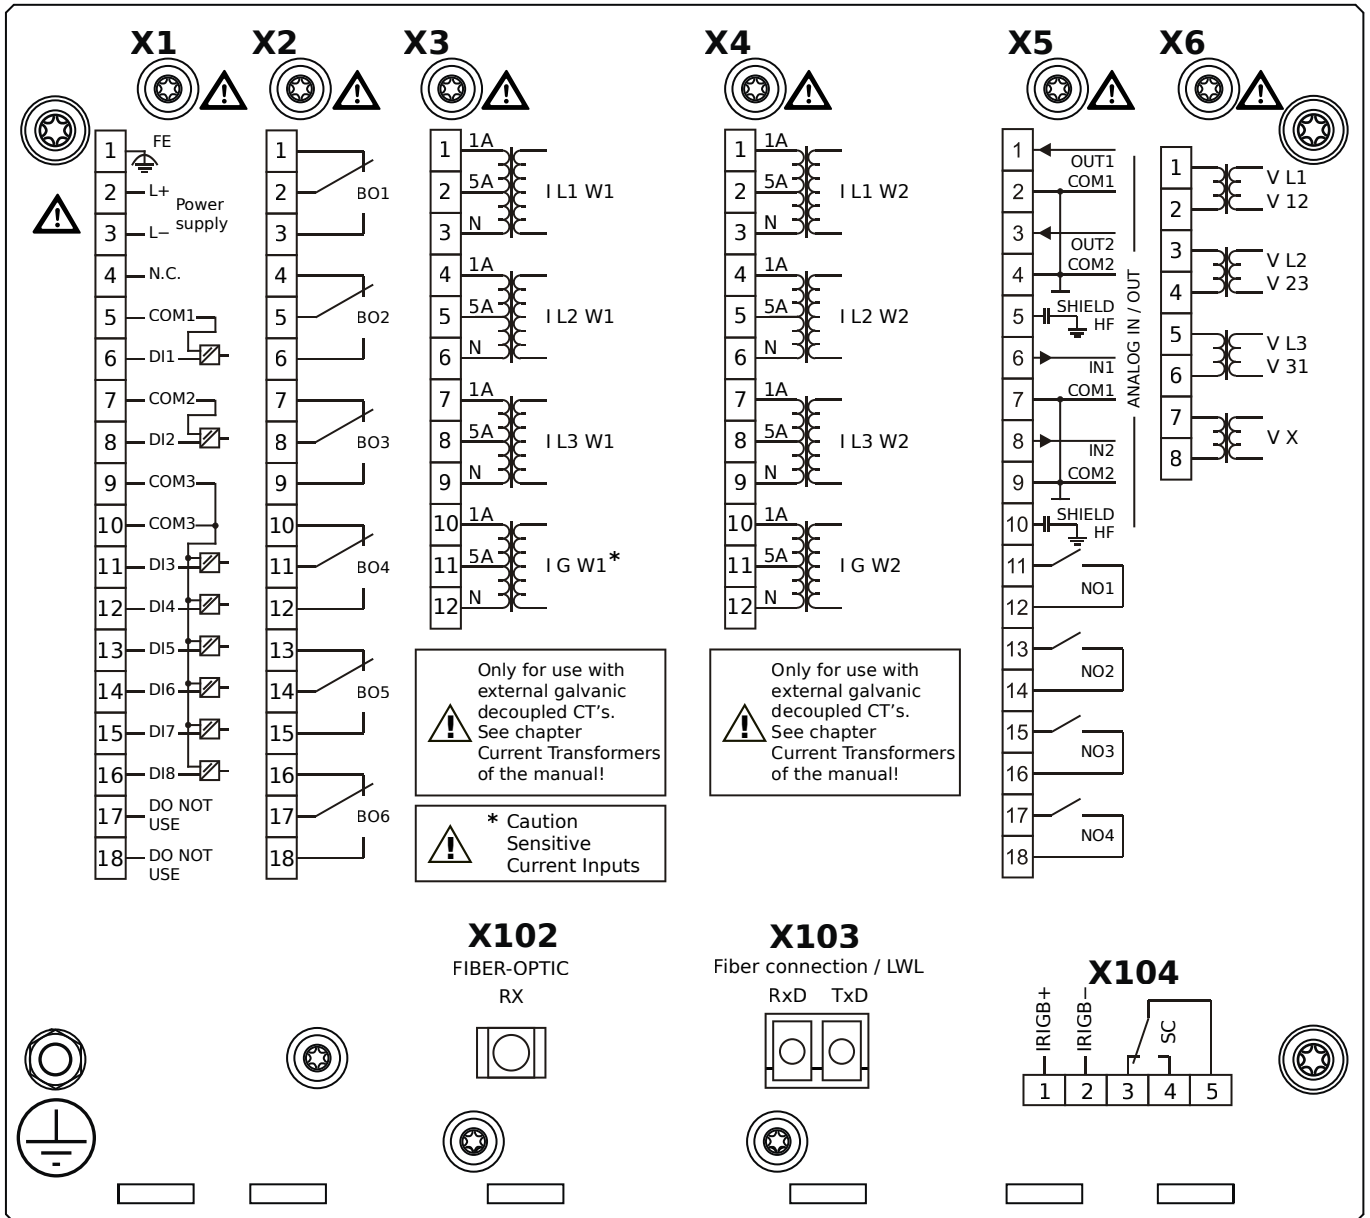 X1
X2
X3
X4
X5
X6
1 FE
2 L+
Power
supply
3 L−
4 N.C.
5 COM1
6 DI1
7 COM2
8 DI2
9 COM3
10 COM3
11 DI3
12 DI4
13 DI5
14 DI6
15 DI7
16 DI8
17 DO NOT
USE
18 DO NOT
USE
1
2 BO1
3
4
5 BO2
6
7
8 BO3
9
10
11 BO4
12
13
14 BO5
15
16
17 BO6
18
1 1A
2 5A I L1 W1
3 N
4 1A
5 5A I L2 W1
6 N
7 1A
8 5A I L3 W1
9 N
10 1A
11 5A I G W1*
12 N
Only for use with
external galvanic
decoupled CT's.
See chapter
Current Transformers
of the manual!
* Caution
Sensitive
Current Inputs
1 1A
2 5A I L1 W2
3 N
4 1A
5 5A I L2 W2
6 N
7 1A
8 5A I L3 W2
9 N
10 1A
11 5A I G W2
12 N
Only for use with
external galvanic
decoupled CT's.
See chapter
Current Transformers
of the manual!
1 OUT1
2 COM1
3 OUT2
4 COM2
5 SHIELD
HF
6 IN1
7 COM1
8 IN2
9 COM2
10 SHIELD
HF
ANALOG IN / OUT
11
NO1
12
13
NO2
14
15
NO3
16
17
NO4
18
1 V L1
2 V 12
3 V L2
4 V 23
5 V L3
6 V 31
7
V X
8
X102
FIBER-OPTIC
RX
X103
Fiber connection / LWL
RxD TxD
X104
IRIGB+
IRIGB−
SC
1 2 3 4 5